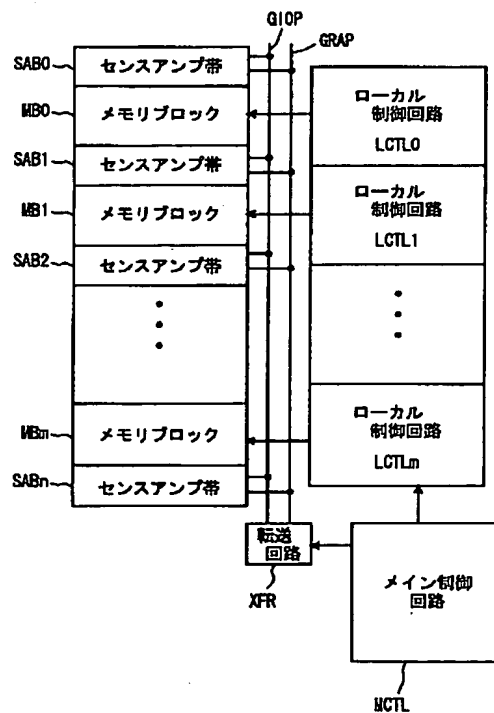 GIOP
GRAP
SAB0
センスアンプ帯
MB0
メモリブロック
ローカル
制御回路
LCTL0
SAB1
センスアンプ帯
MB1
メモリブロック
ローカル
制御回路
LCTL1
SAB2
センスアンプ帯
MBm
メモリブロック
ローカル
制御回路
LCTLm
SABn
センスアンプ帯
転送
回路
XFR
メイン制御
回路
MCTL